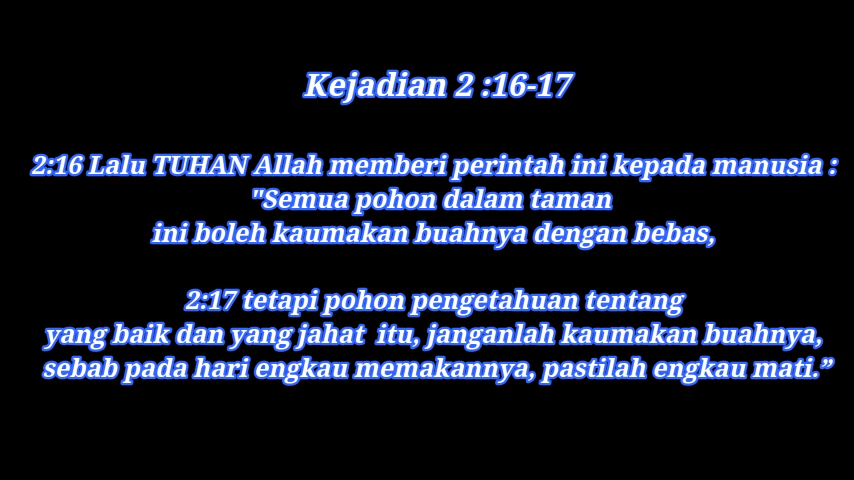 Kejadian 2 :16-17
2:16 Lalu TUHAN Allah memberi perintah ini kepada manusia :
"Semua pohon dalam taman
ini boleh kaumakan buahnya dengan bebas,
2:17 tetapi pohon pengetahuan tentang
yang baik dan yang jahat  itu, janganlah kaumakan buahnya,
sebab pada hari engkau memakannya, pastilah engkau mati.”